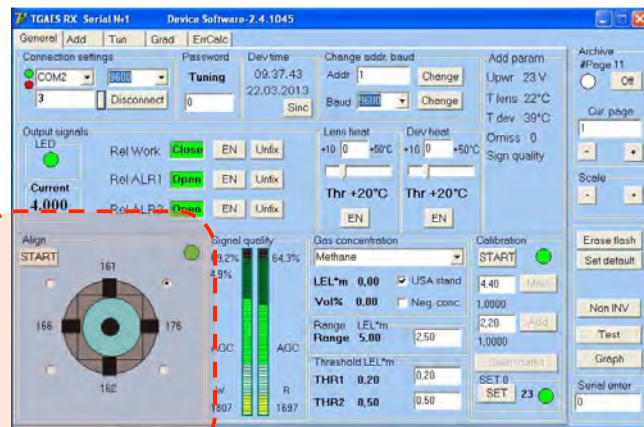 TGAES RX Serial №1 Device Software-2.4.1045
General Add Tun Grad ErrCalc
Connection settings
COM2 9600
3 Disconnect
Password
Tuning
0
Dev time
09.37.43
22.03.2013
Sinc
Change addr, baud
Addr 1 Change
Baud 9600 Change
Add param
Upwr 23 V
T lens 22°C
T dev 39°C
Omiss 0
Sign quality
Archive
#Page 11
Off
Cur. page
1
- +
Scale
- +
Output signals
LED
Current
4.000
Rel Work Close EN Unfix
Rel ALR1 Open EN Unfix
Rel ALR2 Open EN Unfix
Lens heat
+10 0 +50°C
Thr +20°C
EN
Dev heat
+10 0 +50°C
Thr +20°C
EN
Align
START
161
166 176
162
Signal quality
9,2% 64,3%
4,9%
AGC AGC
W R
1807 1697
Gas concentration
Methane
LEL*m 0,00 USA stand
Vol% 0,00 Neg. conc.
Range LEL*m
Range 5,00 2,50
Threshold LEL*m
THR1 0,20 0,20
THR2 0,50 0,50
Calibration
START
4,40 Main
1,0000
2,20 Add
1,0000
SET 0
SET 23
Erase flash
Set default
Non INV
Test
Graph
Serial enter
0